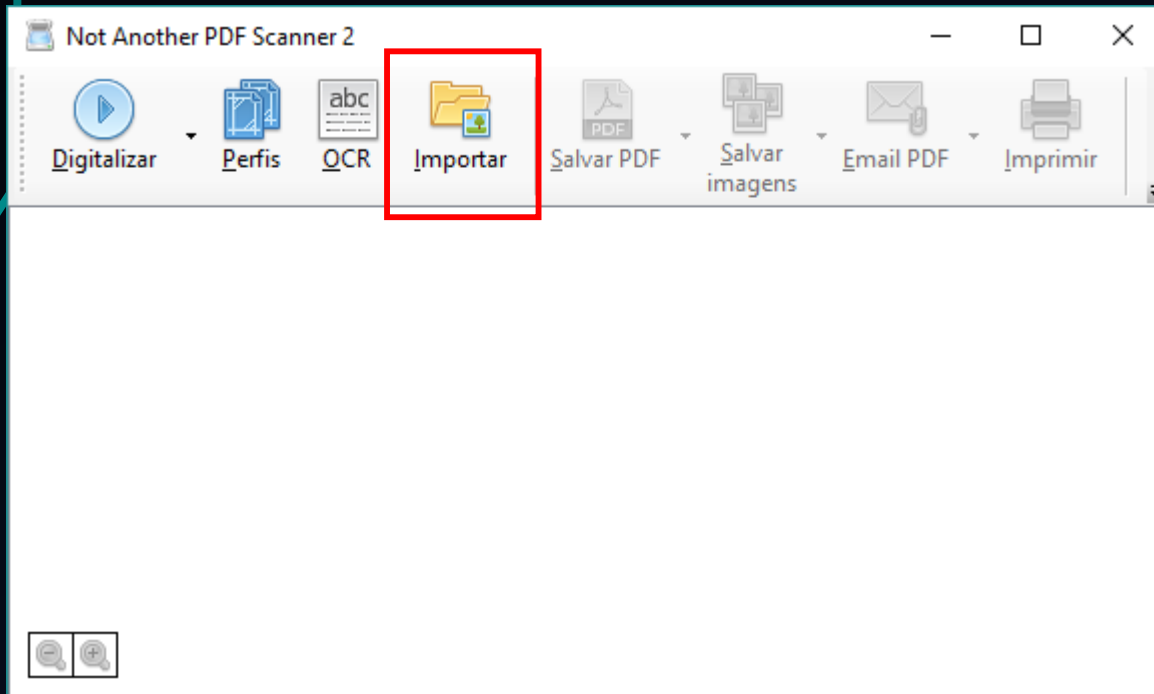 Not Another PDF Scanner 2
abc
PDF
Digitalizar Perfis OCR Importar Salvar PDF Salvar imagens Email PDF Imprimir